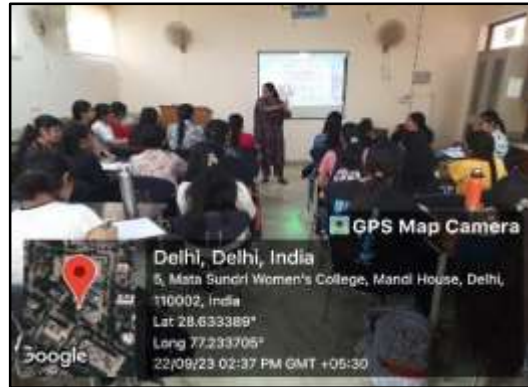 GPS Map Camera
Delhi, Delhi, India
5, Mata Sundri Women's College, Mandi House, Delhi,
110002, India
Lat 28.633389°
Long 77.233705°
22/09/23 02:37 PM GMT +05:30
Google